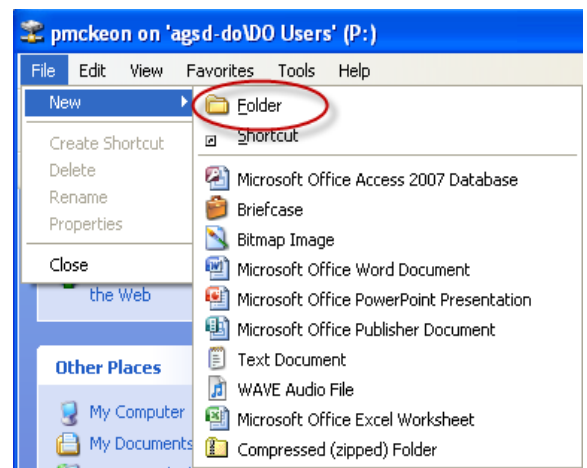 pmckeon on 'agsd-do\DO Users' (P:)
File Edit View Favorites Tools Help
New
Create Shortcut
Delete
Rename
Properties
Close
Folder
Shortcut
Microsoft Office Access 2007 Database
Briefcase
Bitmap Image
Microsoft Office Word Document
Microsoft Office PowerPoint Presentation
Microsoft Office Publisher Document
Text Document
WAVE Audio File
Microsoft Office Excel Worksheet
Compressed (zipped) Folder
the Web
Other Places
My Computer
My Documents